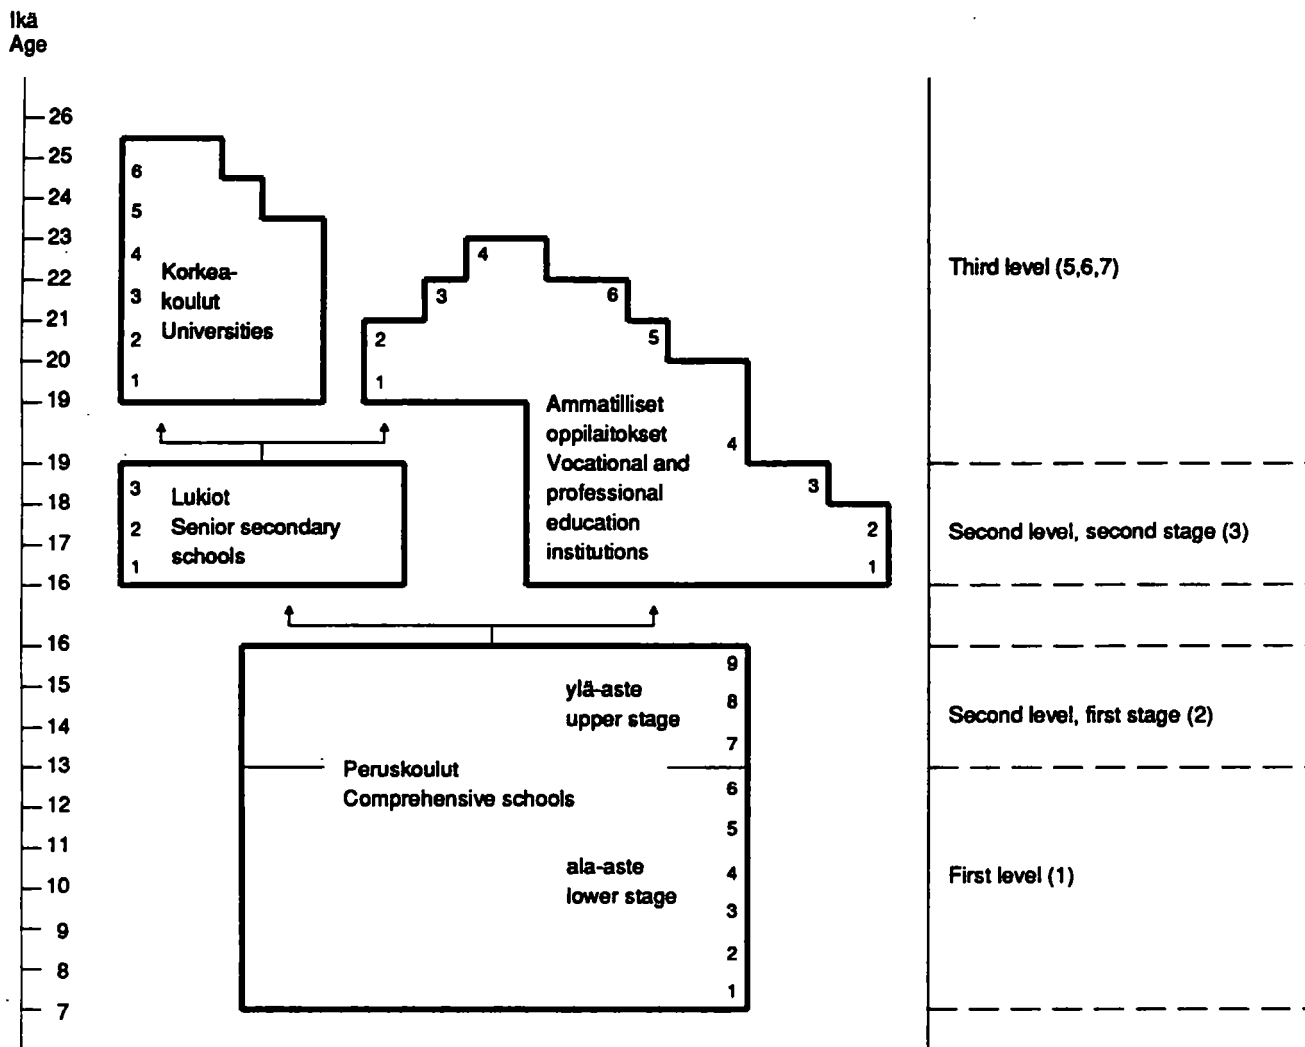 Ikä
Age
26
25
24
23
22
21
20
19
19
18
17
16
16
15
14
13
12
11
10
9
8
7
6
5
4
3
2
1
Korkea-
koulut
Universities
4
3
2
1
6
5
4
3
2
1
Ammatilliset
oppilaitokset
Vocational and
professional
education
institutions
3
2
1
Lukiot
Senior secondary
schools
9
8
7
6
5
4
3
2
1
ylä-aste
upper stage
Peruskoulut
Comprehensive schools
ala-aste
lower stage
Third level (5,6,7)
Second level, second stage (3)
Second level, first stage (2)
First level (1)